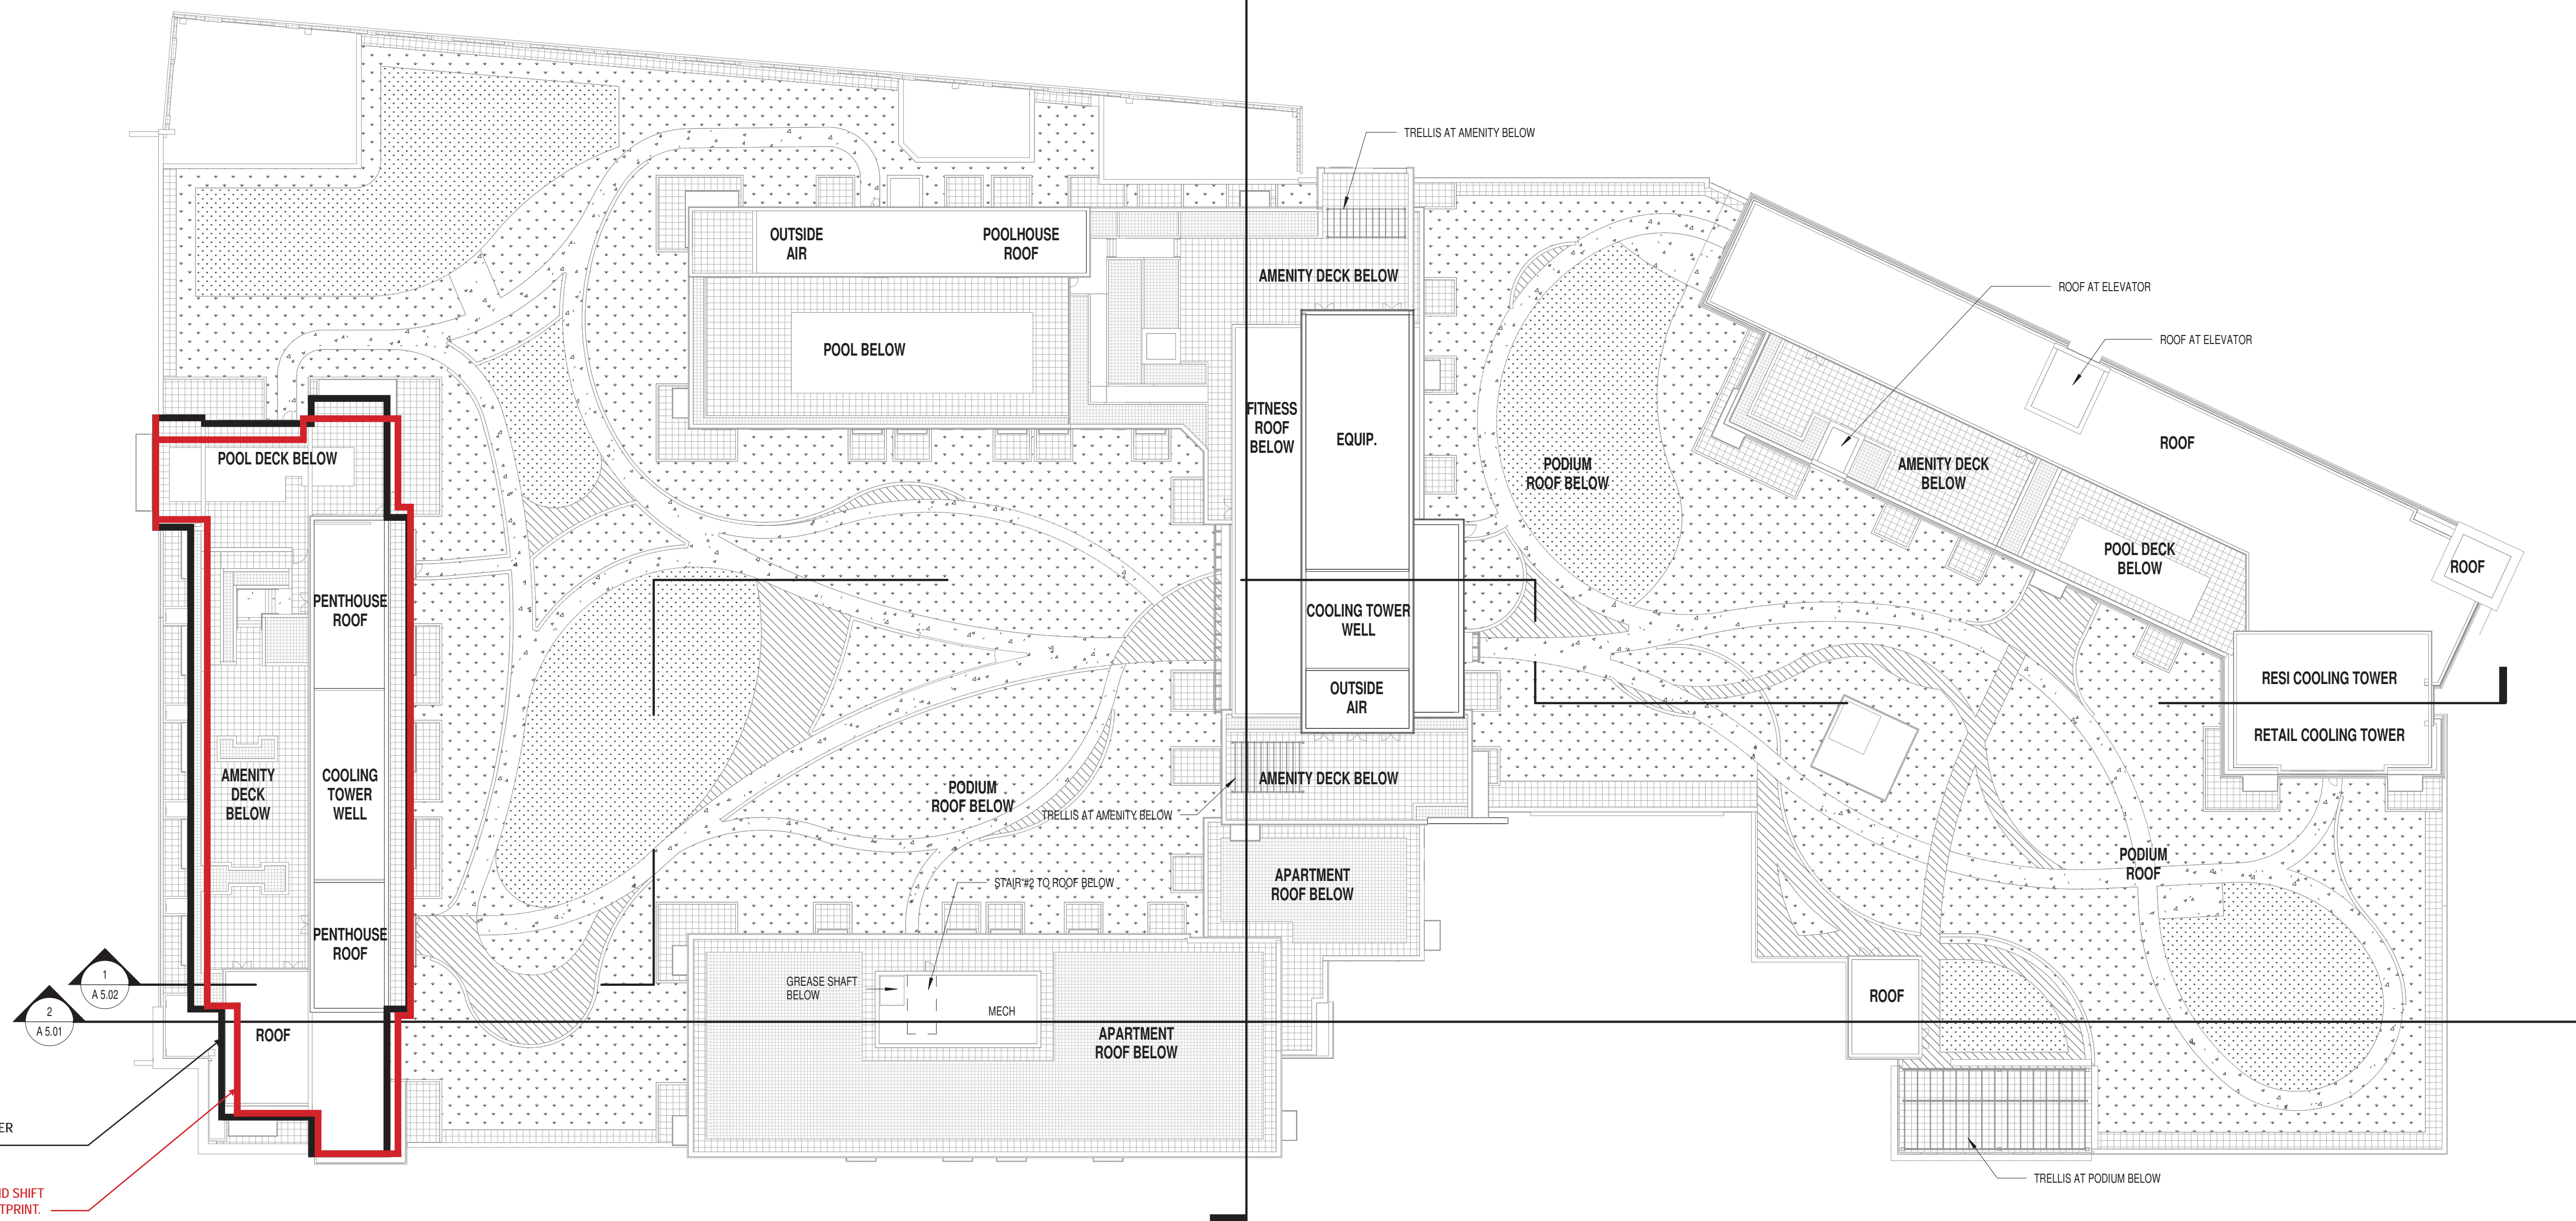 TRELLIS AT AMENITY BELOW
OUTSIDE
AIR
POOLHOUSE
ROOF
AMENITY DECK BELOW
ROOF AT ELEVATOR
ROOF AT ELEVATOR
POOL BELOW
FITNESS
ROOF
BELOW
EQUIP.
ROOF
POOL DECK BELOW
PODIUM
ROOF BELOW
AMENITY DECK
BELOW
POOL DECK
BELOW
ROOF
PENTHOUSE
ROOF
COOLING TOWER
WELL
OUTSIDE
AIR
RESI COOLING TOWER
RETAIL COOLING TOWER
AMENITY
DECK
BELOW
COOLING
TOWER
WELL
PODIUM
ROOF BELOW
AMENITY DECK BELOW
TRELLIS AT AMENITY BELOW
PODIUM
ROOF
APARTMENT
ROOF BELOW
STAIR #2 TO ROOF BELOW
PENTHOUSE
ROOF
1
A 5.02
GREASE SHAFT
BELOW
MECH
ROOF
2
A 5.01
ROOF
APARTMENT
ROOF BELOW
ER
TRELLIS AT PODIUM BELOW
ID SHIFT
TPRINT.